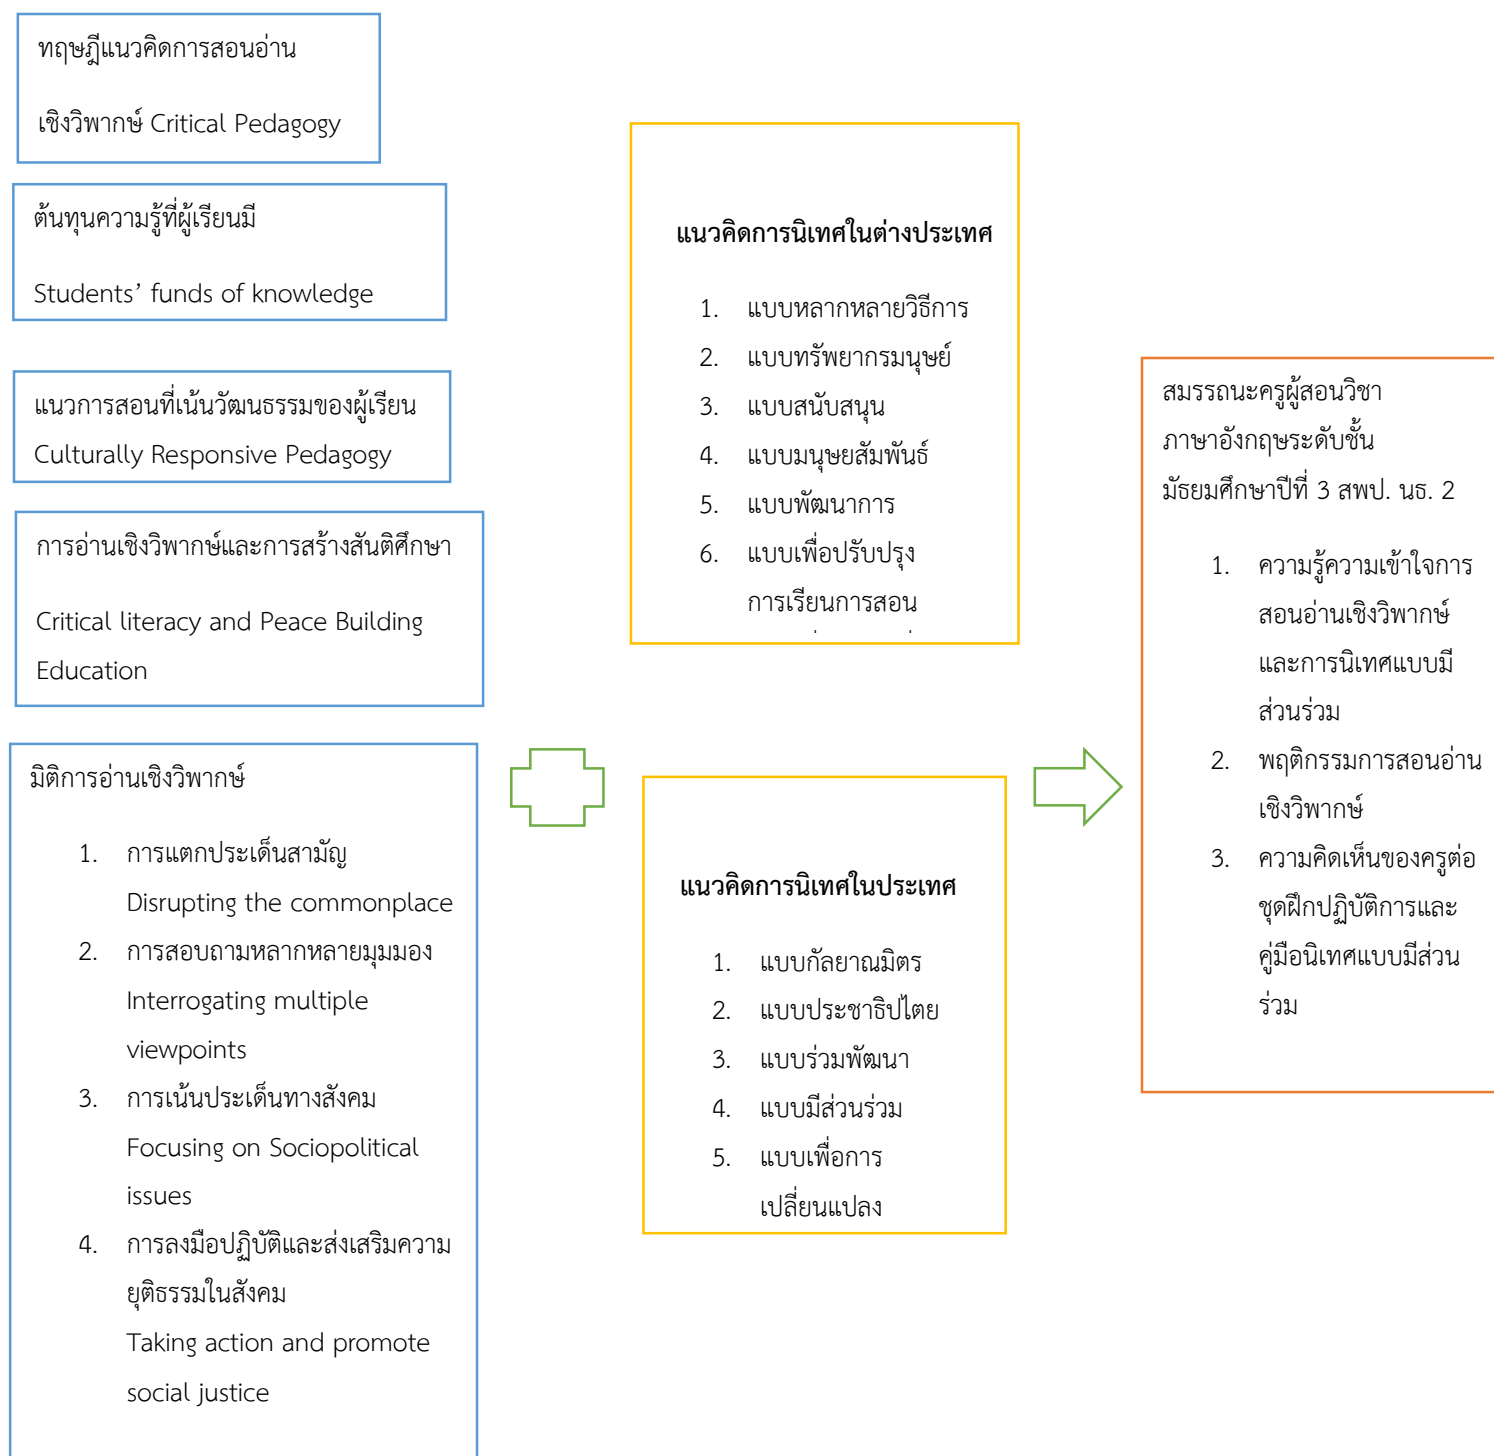 ทฤษฎีแนวคิดการสอนอ่าน
เชิงวิพากษ์ Critical Pedagogy
ต้นทุนความรู้ที่ผู้เรียนมี
Students’ funds of knowledge
แนวการสอนที่เน้นวัฒนธรรมของผู้เรียน
Culturally Responsive Pedagogy
การอ่านเชิงวิพากษ์และการสร้างสันติศึกษา
Critical literacy and Peace Building
Education
มิติการอ่านเชิงวิพากษ์
1. การแตกประเด็นสามัญ
Disrupting the commonplace
2. การสอบถามหลากหลายมุมมอง
Interrogating multiple
viewpoints
3. การเน้นประเด็นทางสังคม
Focusing on Sociopolitical
issues
4. การลงมือปฏิบัติและส่งเสริมความ
ยุติธรรมในสังคม
Taking action and promote
social justice
แนวคิดการนิเทศในต่างประเทศ
1. แบบหลากหลายวิธีการ
2. แบบทรัพยากรมนุษย์
3. แบบสนับสนุน
4. แบบมนุษยสัมพันธ์
5. แบบพัฒนาการ
6. แบบเพื่อปรับปรุง
การเรียนการสอน
แนวคิดการนิเทศในประเทศ
1. แบบกัลยาณมิตร
2. แบบประชาธิปไตย
3. แบบร่วมพัฒนา
4. แบบมีส่วนร่วม
5. แบบเพื่อการ
เปลี่ยนแปลง
สมรรถนะครูผู้สอนวิชา
ภาษาอังกฤษระดับชั้น
มัธยมศึกษาปีที่ 3 สพป. นธ. 2
1. ความรู้ความเข้าใจการ
สอนอ่านเชิงวิพากษ์
และการนิเทศแบบมี
ส่วนร่วม
2. พฤติกรรมการสอนอ่าน
เชิงวิพากษ์
3. ความคิดเห็นของครูต่อ
ชุดฝึกปฏิบัติการและ
คู่มือนิเทศแบบมีส่วน
ร่วม